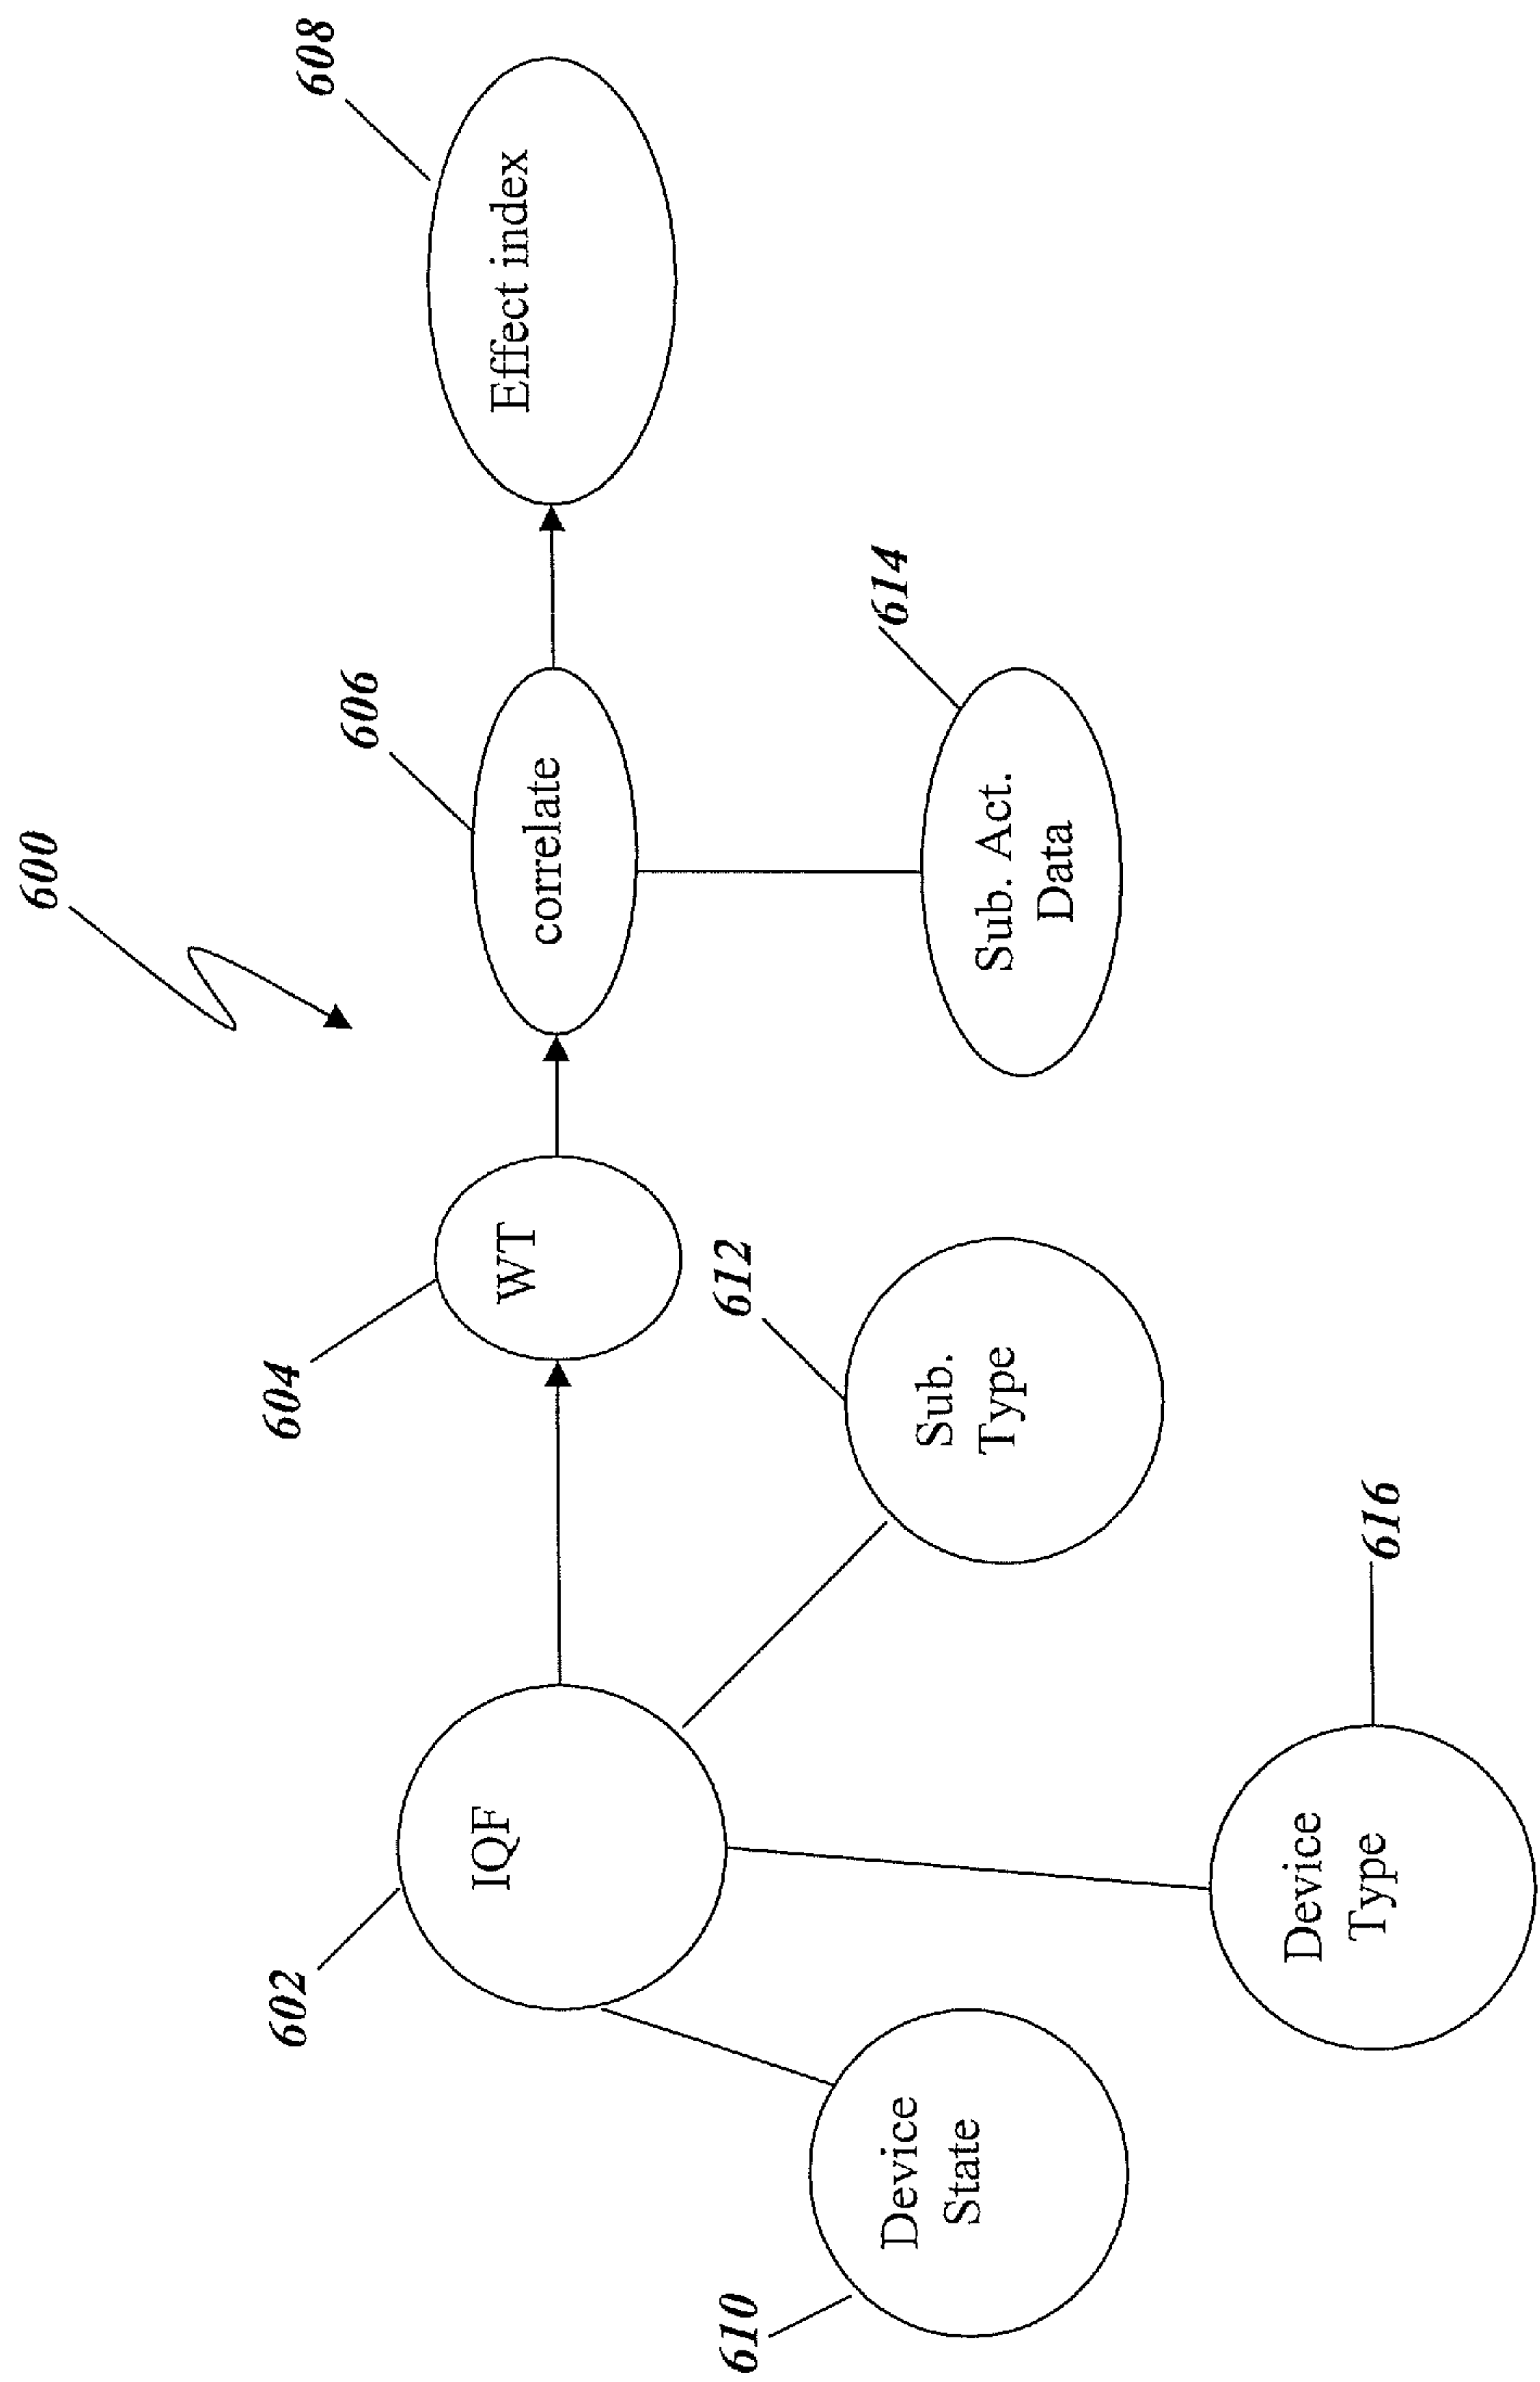 600
602
IQF
604
WT
606
correlate
608
Effect index
610
Device
State
612
Sub.
Type
614
Sub. Act.
Data
616
Device
Type